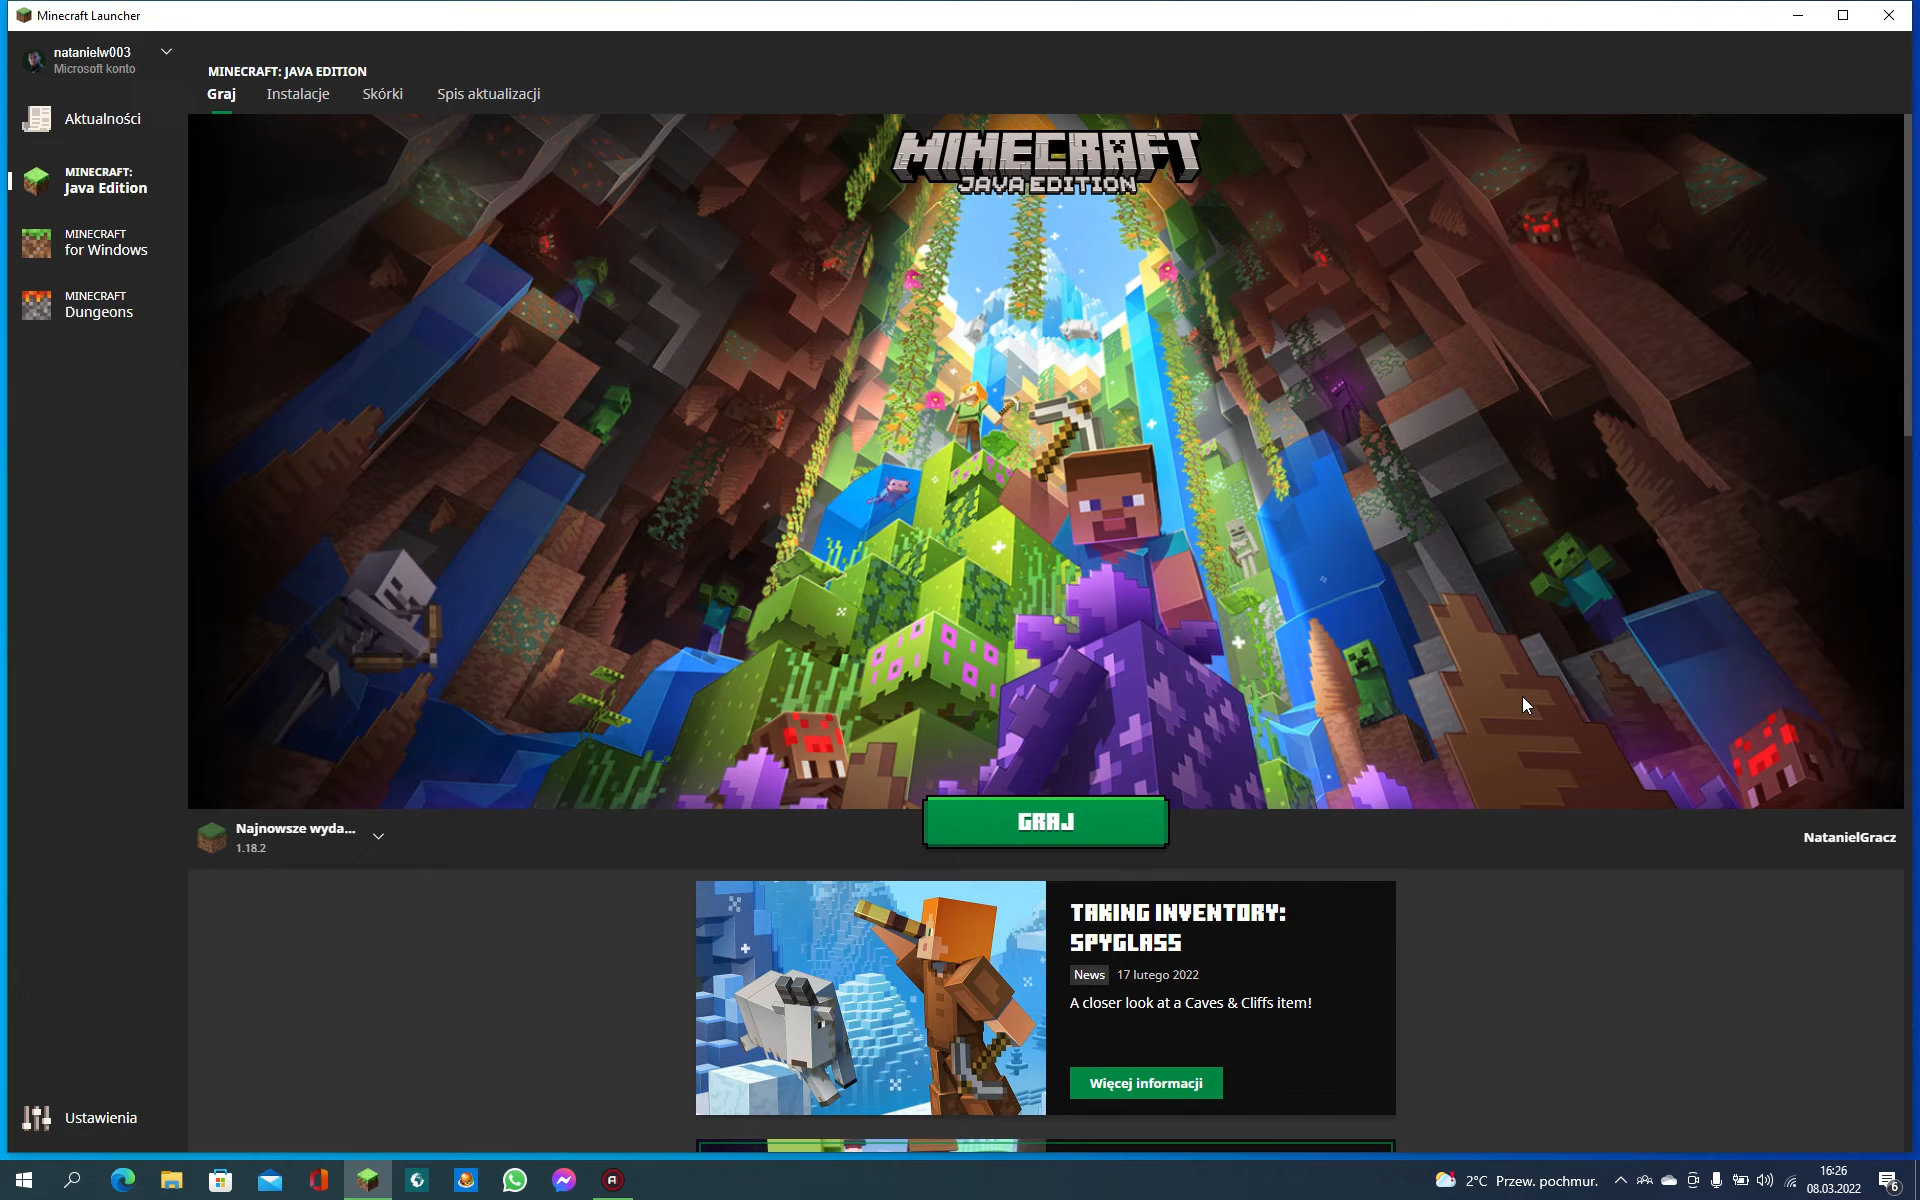 Minecraft Launcher
natanielw003
Microsoft konto
MINECRAFT: JAVA EDITION
Graj
Instalacje
Skórki
Spis aktualizacji
Aktualności
MINECRAFT:
Java Edition
MINECRAFT
for Windows
MINECRAFT
Dungeons
MINECRAFT
JAVA EDITION
Najnowsze wyda...
1.18.2
GRAJ
NatanielGracz
TAKING INVENTORY:
SPYGLASS
News
17 lutego 2022
A closer look at a Caves & Cliffs item!
Więcej informacji
Ustawienia
2°C Przew. pochmur.
16:26
08.03.2022
6